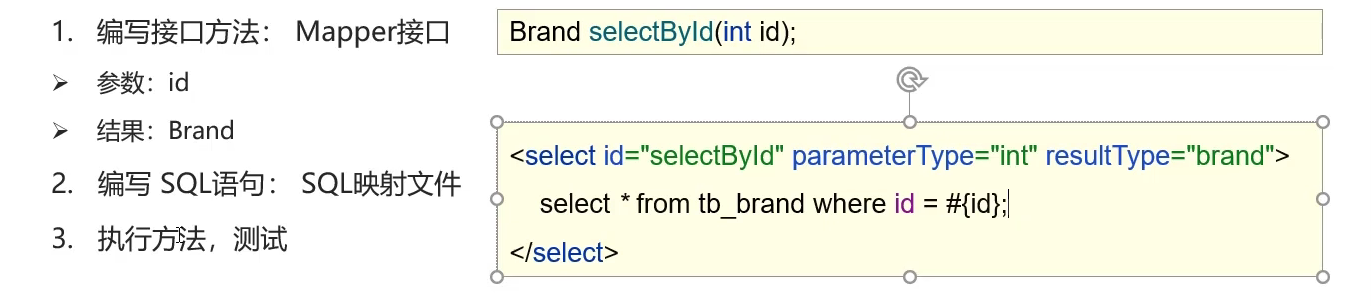 1. 编写接口方法： Mapper接口
➢ 参数：id
➢ 结果：Brand
2. 编写 SQL语句： SQL映射文件
3. 执行方法，测试
Brand selectById(int id);
<select id="selectById" parameterType="int" resultType="brand">
select * from tb_brand where id = #{id};
</select>